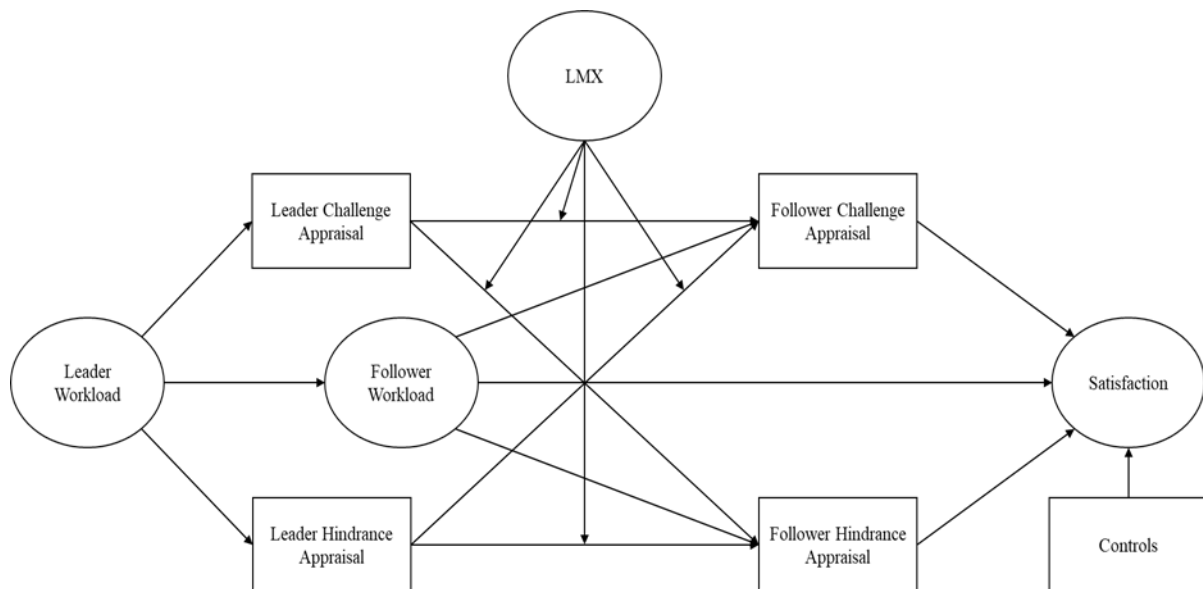 LMX
Leader Challenge
Appraisal
Follower Challenge
Appraisal
Leader
Workload
Follower
Workload
Satisfaction
Leader Hindrance
Appraisal
Follower Hindrance
Appraisal
Controls